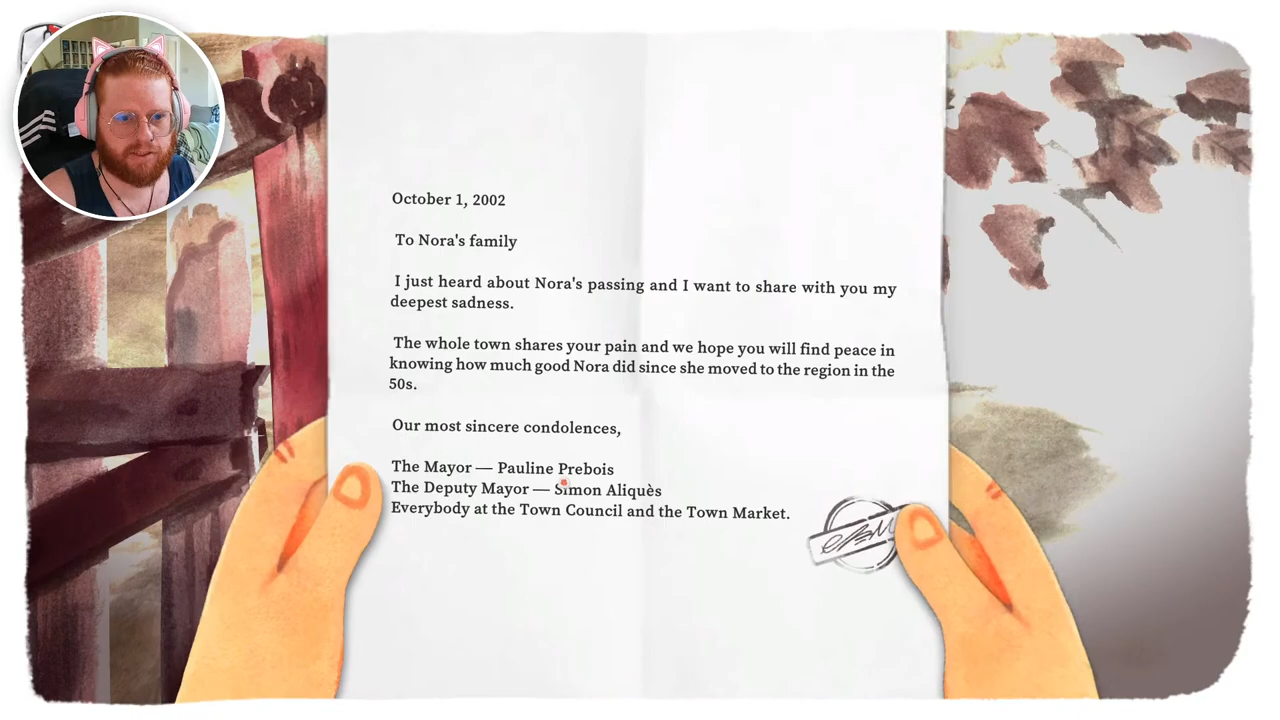 October 1, 2002
To Nora's family
I just heard about Nora's passing and I want to share with you my
deepest sadness.
The whole town shares your pain and we hope you will find peace in
knowing how much good Nora did since she moved to the region in the
50s.
Our most sincere condolences,
The Mayor — Pauline Prebois
The Deputy Mayor — Simon Aliquès
Everybody at the Town Council and the Town Market.